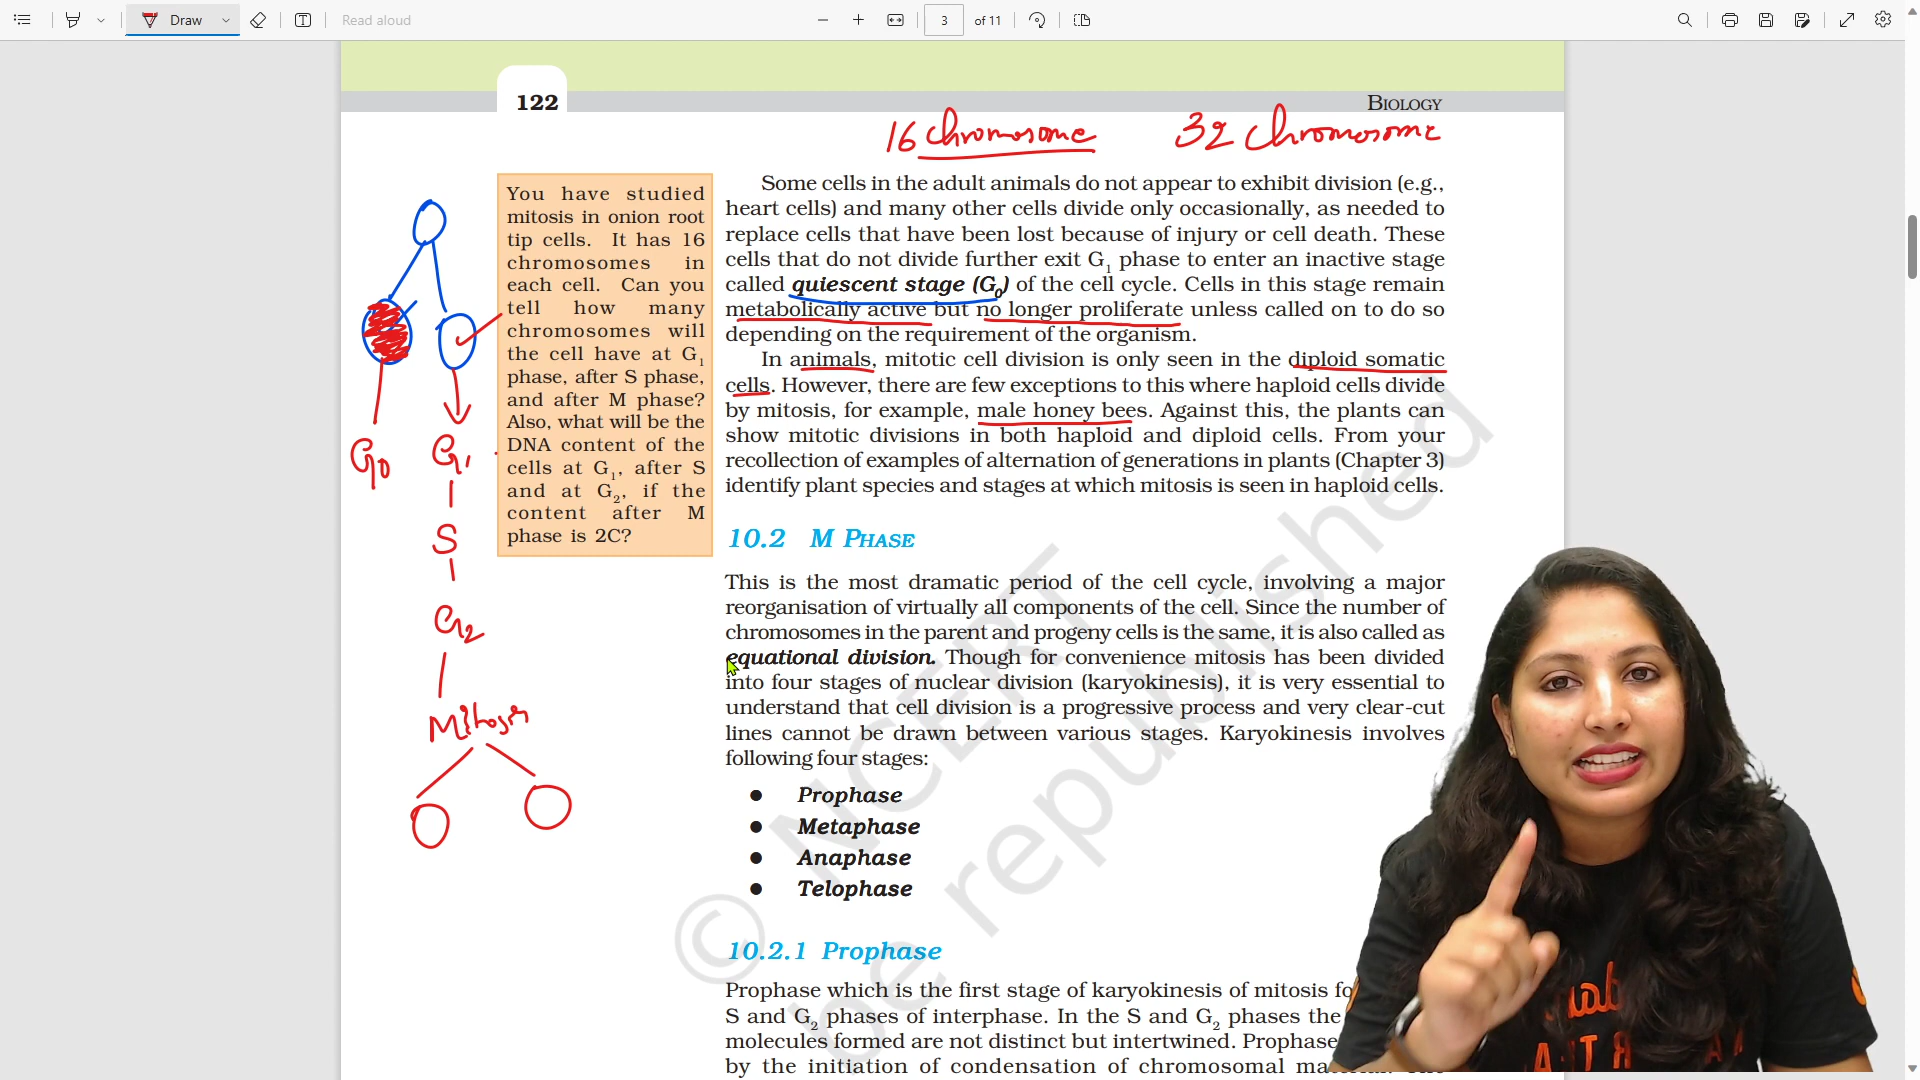 Draw
Read aloud
3 of 11
122
BIOLOGY
16 chromosome 32 chromosome
You have studied
mitosis in onion root
tip cells. It has 16
chromosomes in
each cell. Can you
tell how many
chromosomes will
the cell have at G1
phase, after S phase,
and after M phase?
Also, what will be the
DNA content of the
cells at G1, after S
and at G2, if the
content after M
phase is 2C?
G0 G1
S
G2
Mitosis
Some cells in the adult animals do not appear to exhibit division (e.g.,
heart cells) and many other cells divide only occasionally, as needed to
replace cells that have been lost because of injury or cell death. These
cells that do not divide further exit G1 phase to enter an inactive stage
called quiescent stage (G0) of the cell cycle. Cells in this stage remain
metabolically active but no longer proliferate unless called on to do so
depending on the requirement of the organism.
In animals, mitotic cell division is only seen in the diploid somatic
cells. However, there are few exceptions to this where haploid cells divide
by mitosis, for example, male honey bees. Against this, the plants can
show mitotic divisions in both haploid and diploid cells. From your
recollection of examples of alternation of generations in plants (Chapter 3)
identify plant species and stages at which mitosis is seen in haploid cells.
10.2 M PHASE
This is the most dramatic period of the cell cycle, involving a major
reorganisation of virtually all components of the cell. Since the number of
chromosomes in the parent and progeny cells is the same, it is also called as
equational division. Though for convenience mitosis has been divided
into four stages of nuclear division (karyokinesis), it is very essential to
understand that cell division is a progressive process and very clear-cut
lines cannot be drawn between various stages. Karyokinesis involves
following four stages:
● Prophase
● Metaphase
● Anaphase
● Telophase
10.2.1 Prophase
Prophase which is the first stage of karyokinesis of mitosis fo
S and G2 phases of interphase. In the S and G2 phases the
molecules formed are not distinct but intertwined. Prophase
by the initiation of condensation of chromosomal
© NCERT
be republished